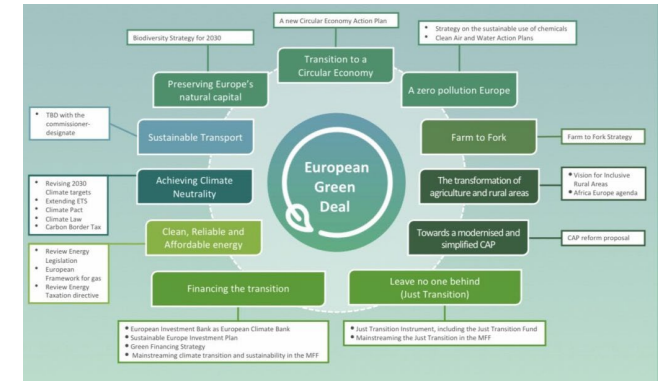 A new Circular Economy Action Plan
Biodiversity Strategy for 2030
• Strategy on the sustainable use of chemicals
• Clean Air and Water Action Plans
Transition to a
Circular Economy
Preserving Europe's
natural capital
A zero pollution Europe
• TBD with the
commissioner-
designate
Sustainable Transport
Farm to Fork
Farm to Fork Strategy
European
Green
Deal
• Revising 2030
Climate targets
• Extending ETS
• Climate Pact
• Climate Law
• Carbon Border Tax
Achieving Climate
Neutrality
The transformation of
agriculture and rural areas
• Vision for Inclusive
Rural Areas
• Africa Europe agenda
Clean, Reliable and
Affordable energy
Towards a modernised and
simplified CAP
CAP reform proposal
• Review Energy
Legislation
• European
Framework for gas
• Review Energy
Taxation directive
Financing the transition
Leave no one behind
(Just Transition)
• European Investment Bank as European Climate Bank
• Sustainable Europe Investment Plan
• Green Financing Strategy
• Mainstreaming climate transition and sustainability in the MFF
• Just Transition Instrument, including the Just Transition Fund
• Mainstreaming the Just Transition in the MFF